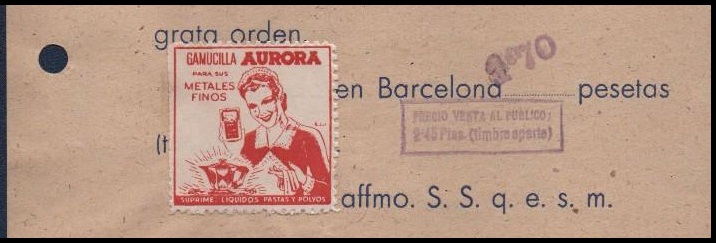 grata orden.
GAMUCILLA AURORA
PARA SUS
METALES
FINOS
en Barcelona pesetas
PRECIO VENTA AL PUBLICO:
2'45 Ptas. (timbre aparte)
(t
affmo. S. S. q. e. s. m.
SUPRIME LIQUIDOS PASTAS Y POLVOS